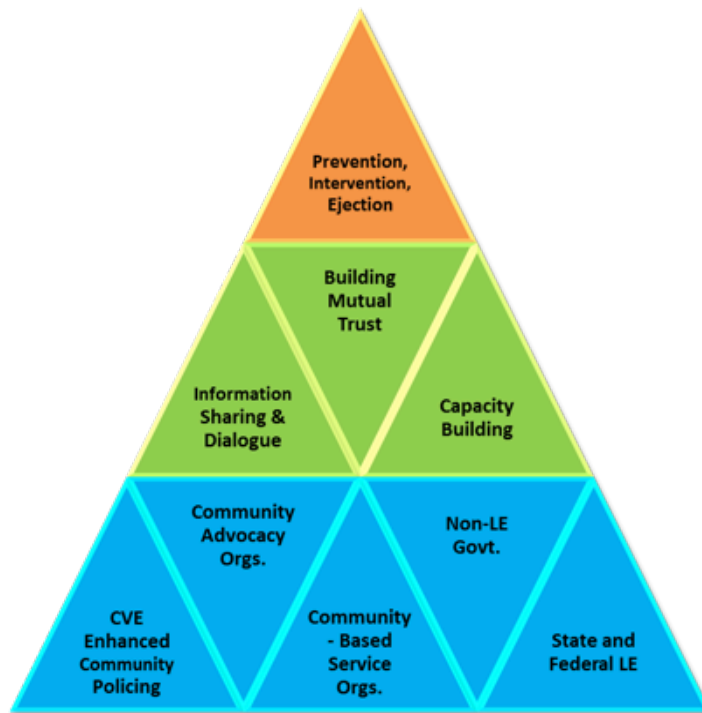 Prevention,
Intervention,
Ejection
Building
Mutual
Trust
Information
Sharing &
Dialogue
Capacity
Building
Community
Advocacy
Orgs.
Non-LE
Govt.
CVE
Enhanced
Community
Policing
Community
- Based
Service
Orgs.
State and
Federal LE